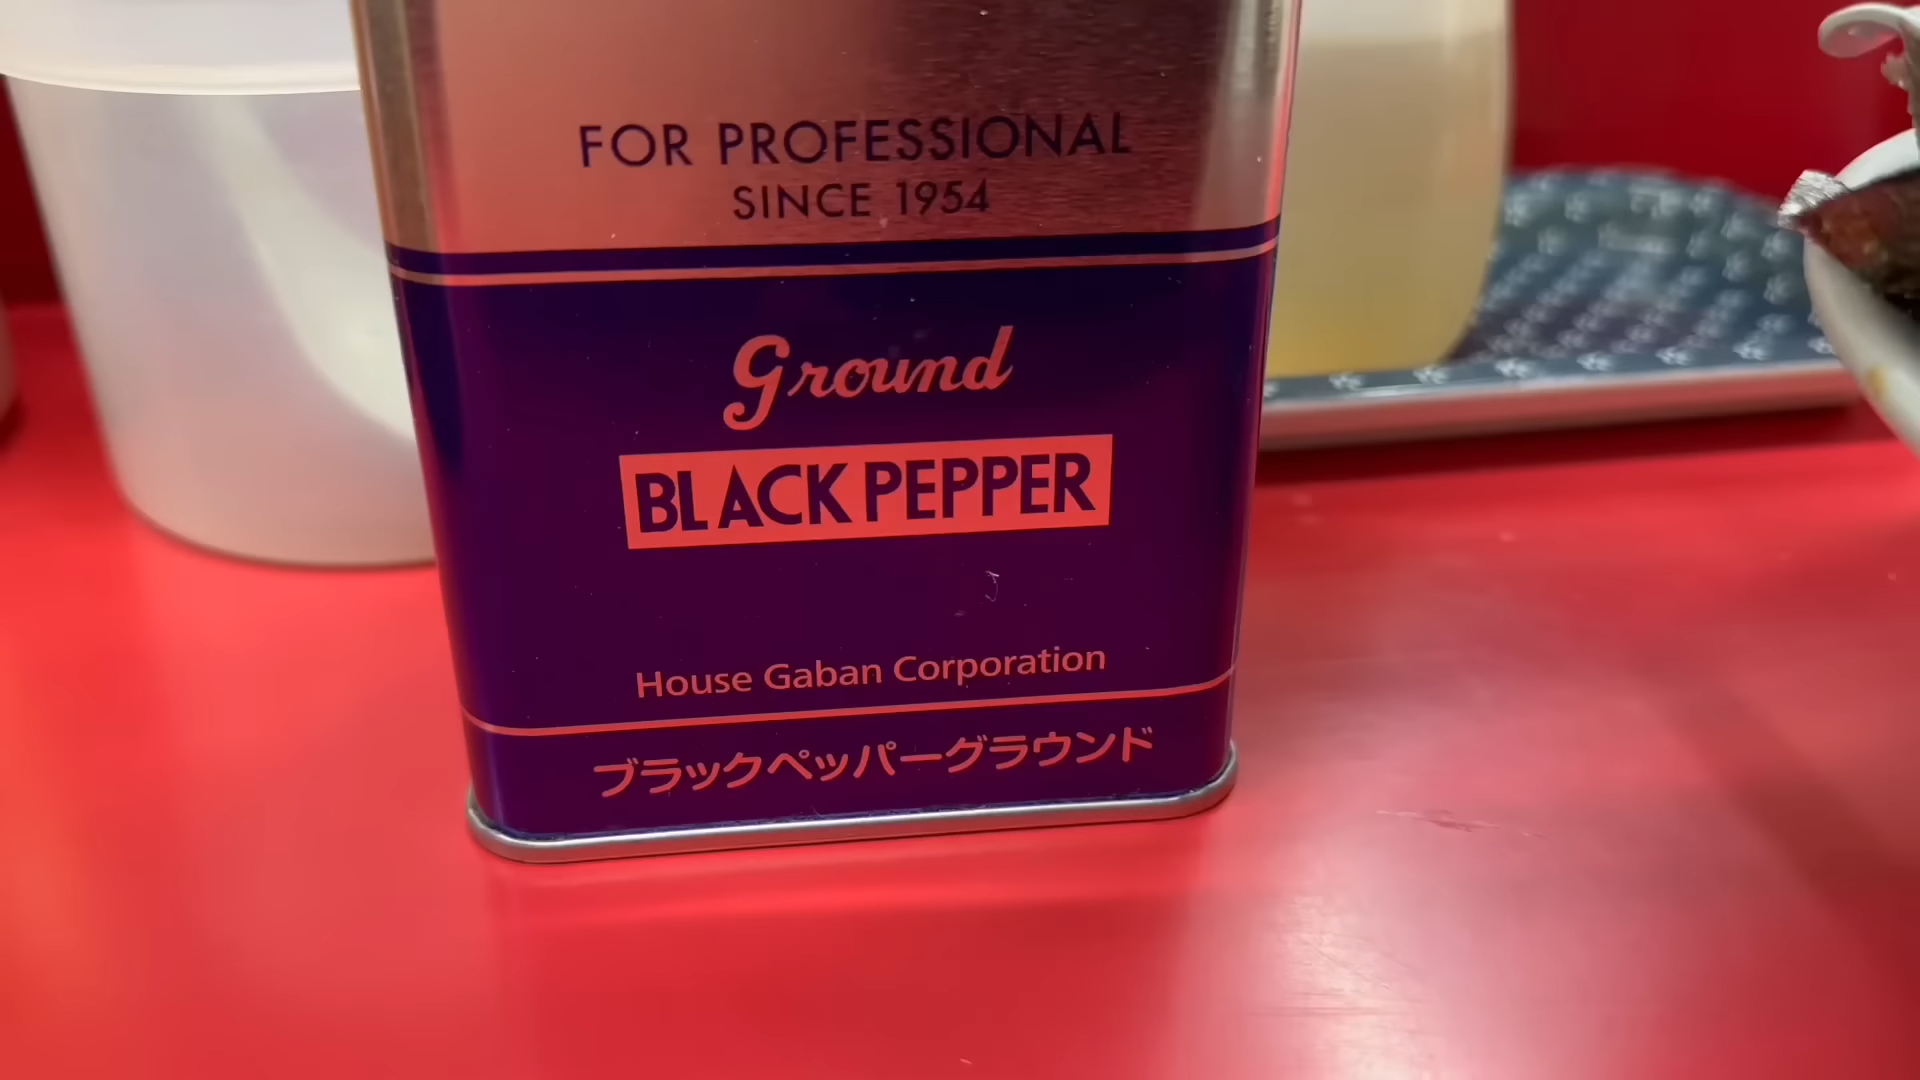 FOR PROFESSIONAL
SINCE 1954
Ground
BLACK PEPPER
House Gaban Corporation
ブラックペッパーグラウンド